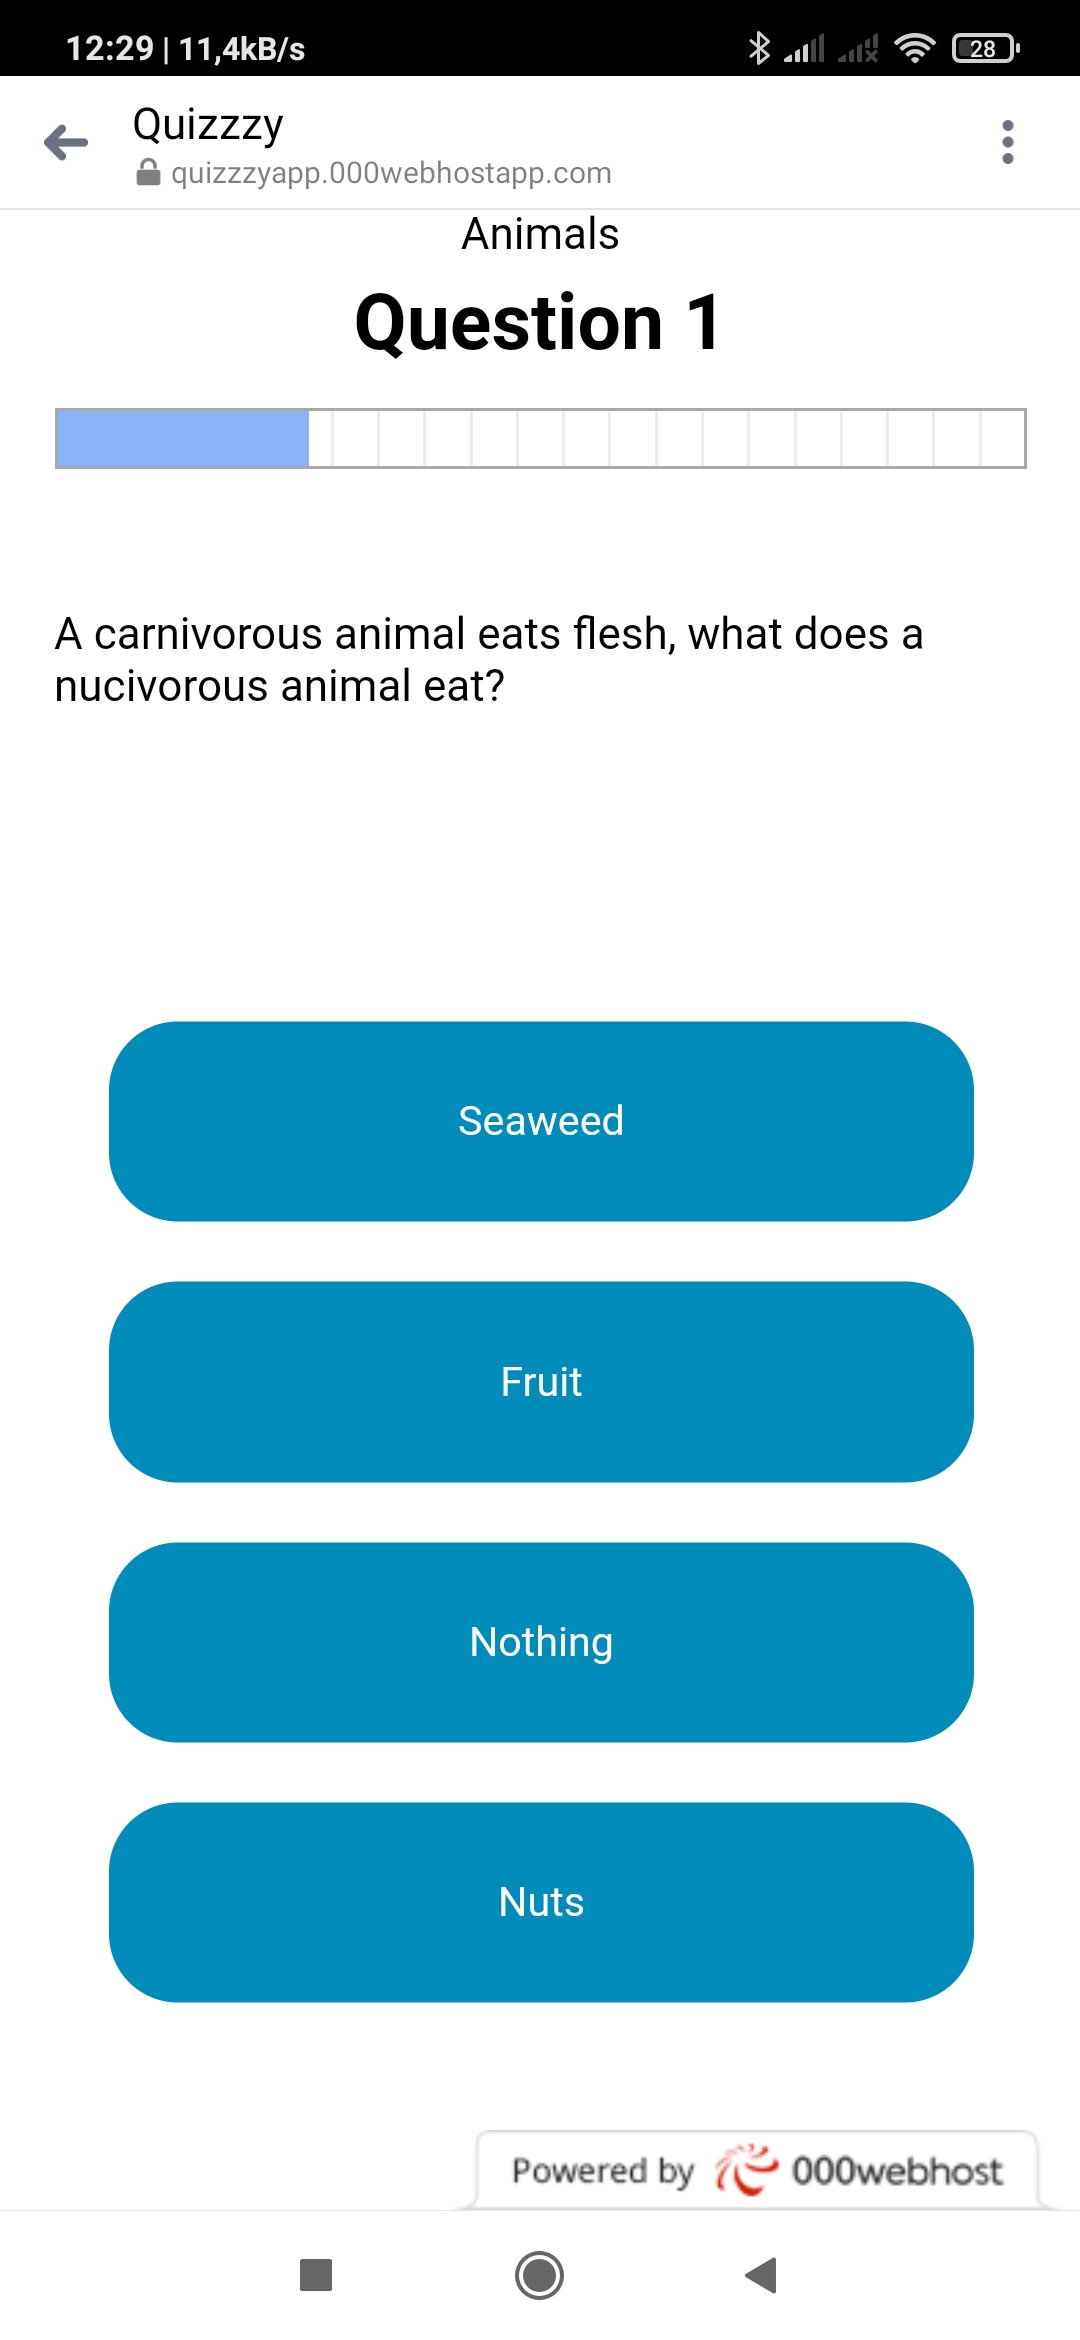 12:29 | 11,4kB/s
28
Quizzzy
quizzzyapp.000webhostapp.com
Animals
Question 1
A carnivorous animal eats flesh, what does a
nucivorous animal eat?
Seaweed
Fruit
Nothing
Nuts
Powered by 000webhost